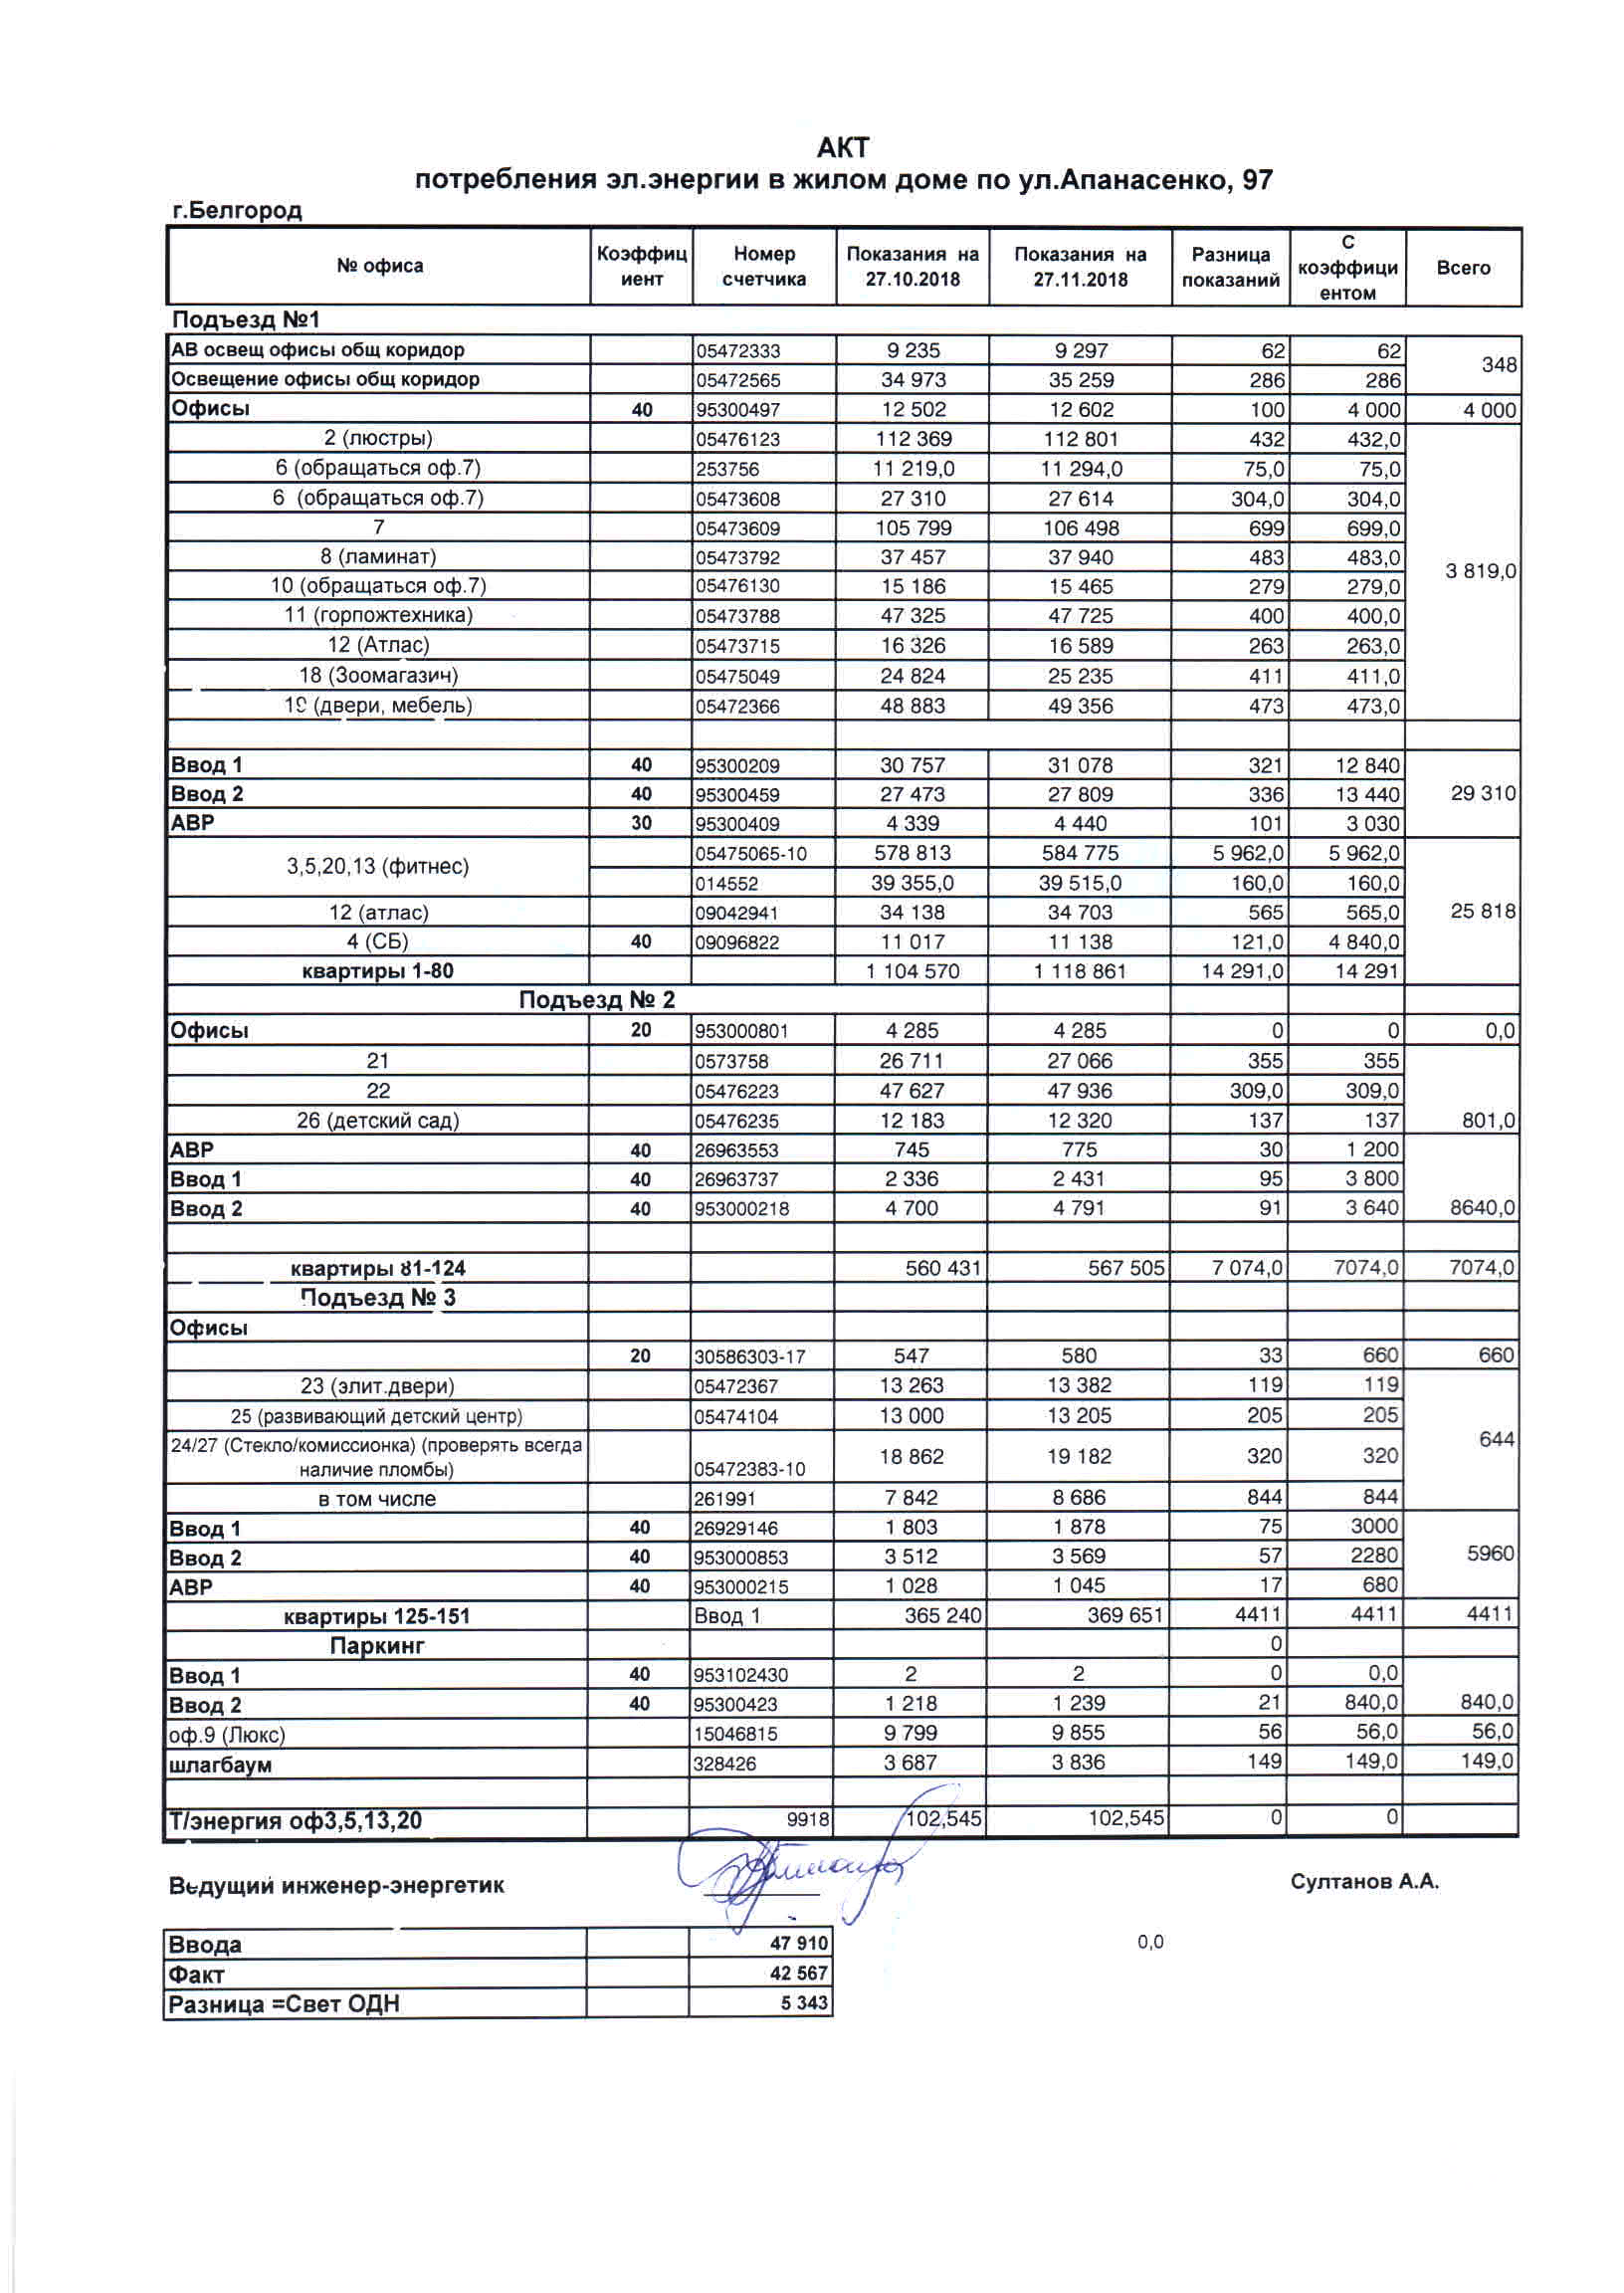 АКТ
потребления эл.энергии в жилом доме по ул.Апанасенко, 97
г.Белгород
№ офиса Коэффиц иент Номер счетчика Показания на 27.10.2018 Показания на 27.11.2018 Разница показаний С коэффици ентом Всего
Подъезд №1
АВ освещ офисы общ коридор 05472333 9 235 9 297 62 62 348
Освещение офисы общ коридор 05472565 34 973 35 259 286 286
Офисы 40 95300497 12 502 12 602 100 4 000 4 000
2 (люстры) 05476123 112 369 112 801 432 432,0 3 819,0
6 (обращаться оф.7) 253756 11 219,0 11 294,0 75,0 75,0
6 (обращаться оф.7) 05473608 27 310 27 614 304,0 304,0
7 05473609 105 799 106 498 699 699,0
8 (ламинат) 05473792 37 457 37 940 483 483,0
10 (обращаться оф.7) 05476130 15 186 15 465 279 279,0
11 (горпожтехника) 05473788 47 325 47 725 400 400,0
12 (Атлас) 05473715 16 326 16 589 263 263,0
18 (Зоомагазин) 05475049 24 824 25 235 411 411,0
19 (двери, мебель) 05472366 48 883 49 356 473 473,0
Ввод 1 40 95300209 30 757 31 078 321 12 840 29 310
Ввод 2 40 95300459 27 473 27 809 336 13 440
АВР 30 95300409 4 339 4 440 101 3 030
3,5,20,13 (фитнес) 05475065-10 578 813 584 775 5 962,0 5 962,0 25 818
014552 39 355,0 39 515,0 160,0 160,0
12 (атлас) 09042941 34 138 34 703 565 565,0
4 (СБ) 40 09096822 11 017 11 138 121,0 4 840,0
квартиры 1-80 1 104 570 1 118 861 14 291,0 14 291
Подъезд № 2
Офисы 20 953000801 4 285 4 285 0 0 0,0
21 0573758 26 711 27 066 355 355
22 05476223 47 627 47 936 309,0 309,0
26 (детский сад) 05476235 12 183 12 320 137 137 801,0
АВР 40 26963553 745 775 30 1 200
Ввод 1 40 26963737 2 336 2 431 95 3 800
Ввод 2 40 953000218 4 700 4 791 91 3 640 8640,0
квартиры 81-124 560 431 567 505 7 074,0 7074,0 7074,0
Подъезд № 3
Офисы
20 30586303-17 547 580 33 660 660
23 (элит.двери) 05472367 13 263 13 382 119 119 644
25 (развивающий детский центр) 05474104 13 000 13 205 205 205
24/27 (Стекло/комиссионка) (проверять всегда
наличие пломбы) 05472383-10 18 862 19 182 320 320
в том числе 261991 7 842 8 686 844 844
Ввод 1 40 26929146 1 803 1 878 75 3000 5960
Ввод 2 40 953000853 3 512 3 569 57 2280
АВР 40 953000215 1 028 1 045 17 680
квартиры 125-151 Ввод 1 365 240 369 651 4411 4411 4411
Паркинг 0
Ввод 1 40 953102430 2 2 0 0,0
Ввод 2 40 95300423 1 218 1 239 21 840,0 840,0
оф.9 (Люкс) 15046815 9 799 9 855 56 56,0 56,0
шлагбаум 328426 3 687 3 836 149 149,0 149,0
Т/энергия оф3,5,13,20 9918 102,545 102,545 0 0
Ведущий инженер-энергетик Султанов А.А.
Ввода 47 910 0,0
Факт 42 567
Разница =Свет ОДН 5 343